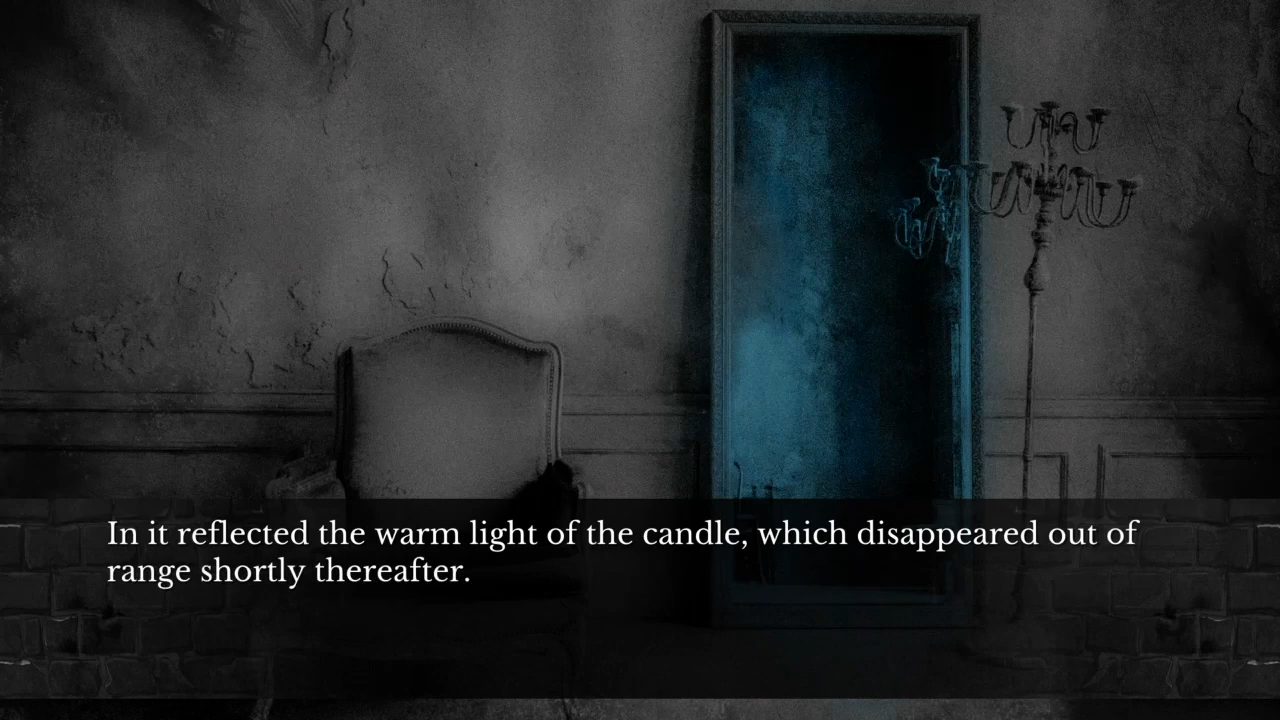 In it reflected the warm light of the candle, which disappeared out of
range shortly thereafter.